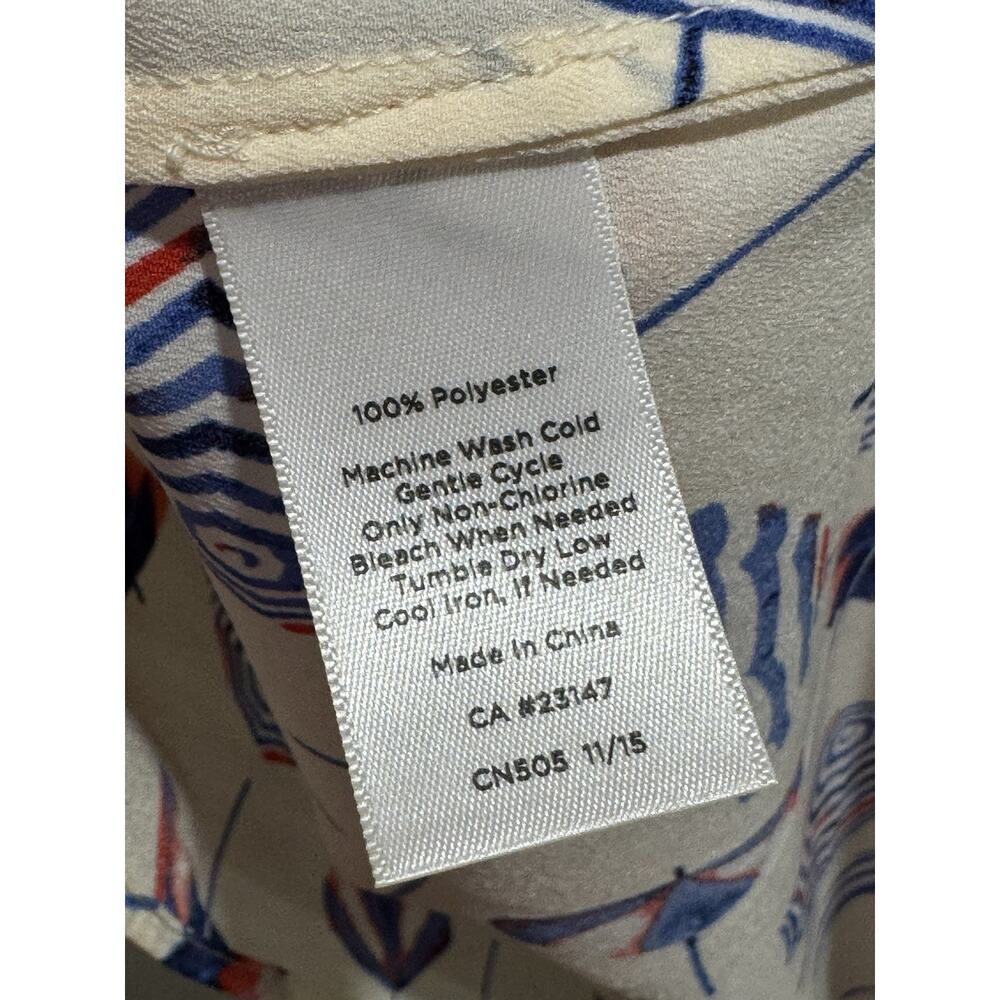 100% Polyester
Machine Wash Cold
Gentle Cycle
Only Non-Chlorine
Bleach When Needed
Tumble Dry Low
Cool Iron, If Needed
Made In China
CA #23147
CN505 11/15